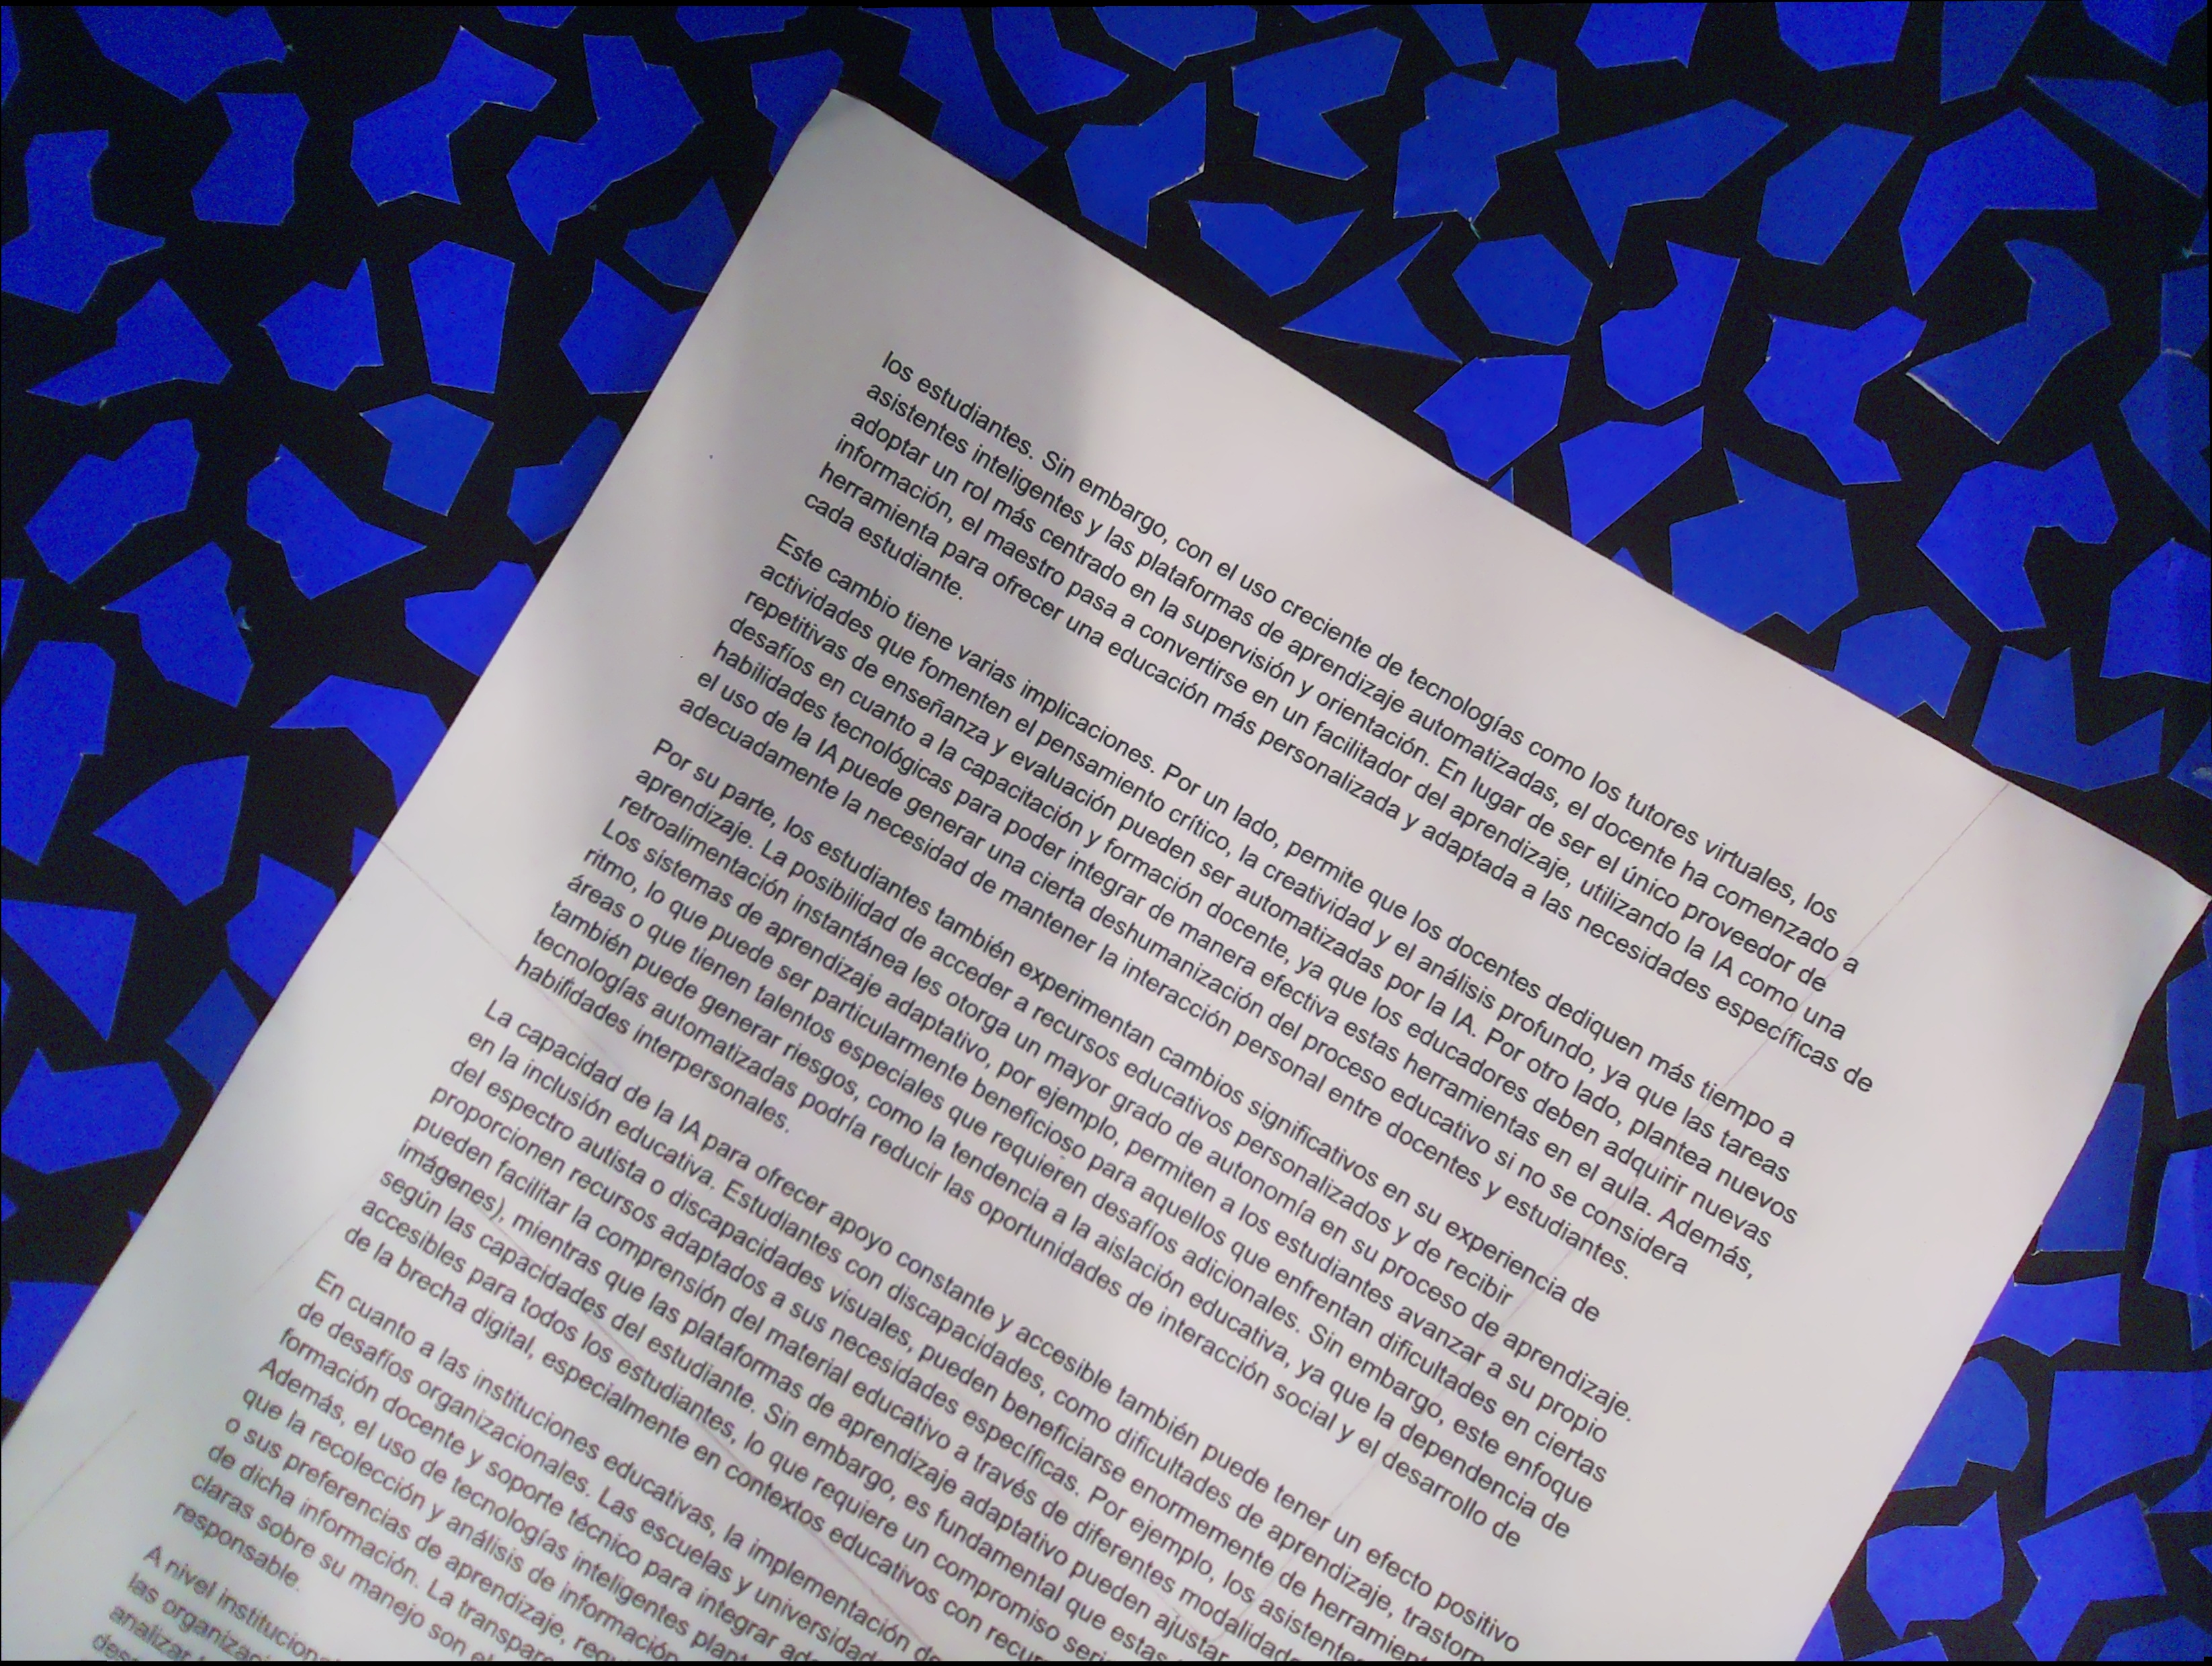 los estudiantes. Sin embargo, con el uso creciente de tecnologías como los tutores virtuales, los
asistentes inteligentes y las plataformas de aprendizaje automatizadas, el docente ha comenzado a
adoptar un rol más centrado en la supervisión y orientación. En lugar de ser el único proveedor de
información, el maestro pasa a convertirse en un facilitador del aprendizaje, utilizando la IA como una
herramienta para ofrecer una educación más personalizada y adaptada a las necesidades específicas de
cada estudiante.
Este cambio tiene varias implicaciones. Por un lado, permite que los docentes dediquen más tiempo a
actividades que fomenten el pensamiento crítico, la creatividad y el análisis profundo, ya que las tareas
repetitivas de enseñanza y evaluación pueden ser automatizadas por la IA. Por otro lado, plantea nuevos
desafíos en cuanto a la capacitación y formación docente, ya que los educadores deben adquirir nuevas
habilidades tecnológicas para poder integrar de manera efectiva estas herramientas en el aula. Además,
el uso de la IA puede generar una cierta deshumanización del proceso educativo si no se considera
adecuadamente la necesidad de mantener la interacción personal entre docentes y estudiantes.
Por su parte, los estudiantes también experimentan cambios significativos en su experiencia de
aprendizaje. La posibilidad de acceder a recursos educativos personalizados y de recibir
retroalimentación instantánea les otorga un mayor grado de autonomía en su proceso de aprendizaje.
Los sistemas de aprendizaje adaptativo, por ejemplo, permiten a los estudiantes avanzar a su propio
ritmo, lo que puede ser particularmente beneficioso para aquellos que enfrentan dificultades en ciertas
áreas o que tienen talentos especiales que requieren desafíos adicionales. Sin embargo, este enfoque
también puede generar riesgos, como la tendencia a la aislación educativa, ya que la dependencia de
tecnologías automatizadas podría reducir las oportunidades de interacción social y el desarrollo de
habilidades interpersonales.
La capacidad de la IA para ofrecer apoyo constante y accesible también puede tener un efecto positivo
en la inclusión educativa. Estudiantes con discapacidades, como dificultades de aprendizaje, trastorn
del espectro autista o discapacidades visuales, pueden beneficiarse enormemente de herramient
proporcionen recursos adaptados a sus necesidades específicas. Por ejemplo, los asistentes
pueden facilitar la comprensión del material educativo a través de diferentes modalidad
imágenes), mientras que las plataformas de aprendizaje adaptativo pueden ajustar
según las capacidades del estudiante. Sin embargo, es fundamental que estas
accesibles para todos los estudiantes, lo que requiere un compromiso seri
de la brecha digital, especialmente en contextos educativos con recu
En cuanto a las instituciones educativas, la implementación de
de desafíos organizacionales. Las escuelas y universidad
formación docente y soporte técnico para integrar ade
Además, el uso de tecnologías inteligentes plant
que la recolección y análisis de información
o sus preferencias de aprendizaje, requ
de dicha información. La transpare
claras sobre su manejo son el
responsable.
A nivel institucional
las organizac
analizar
des